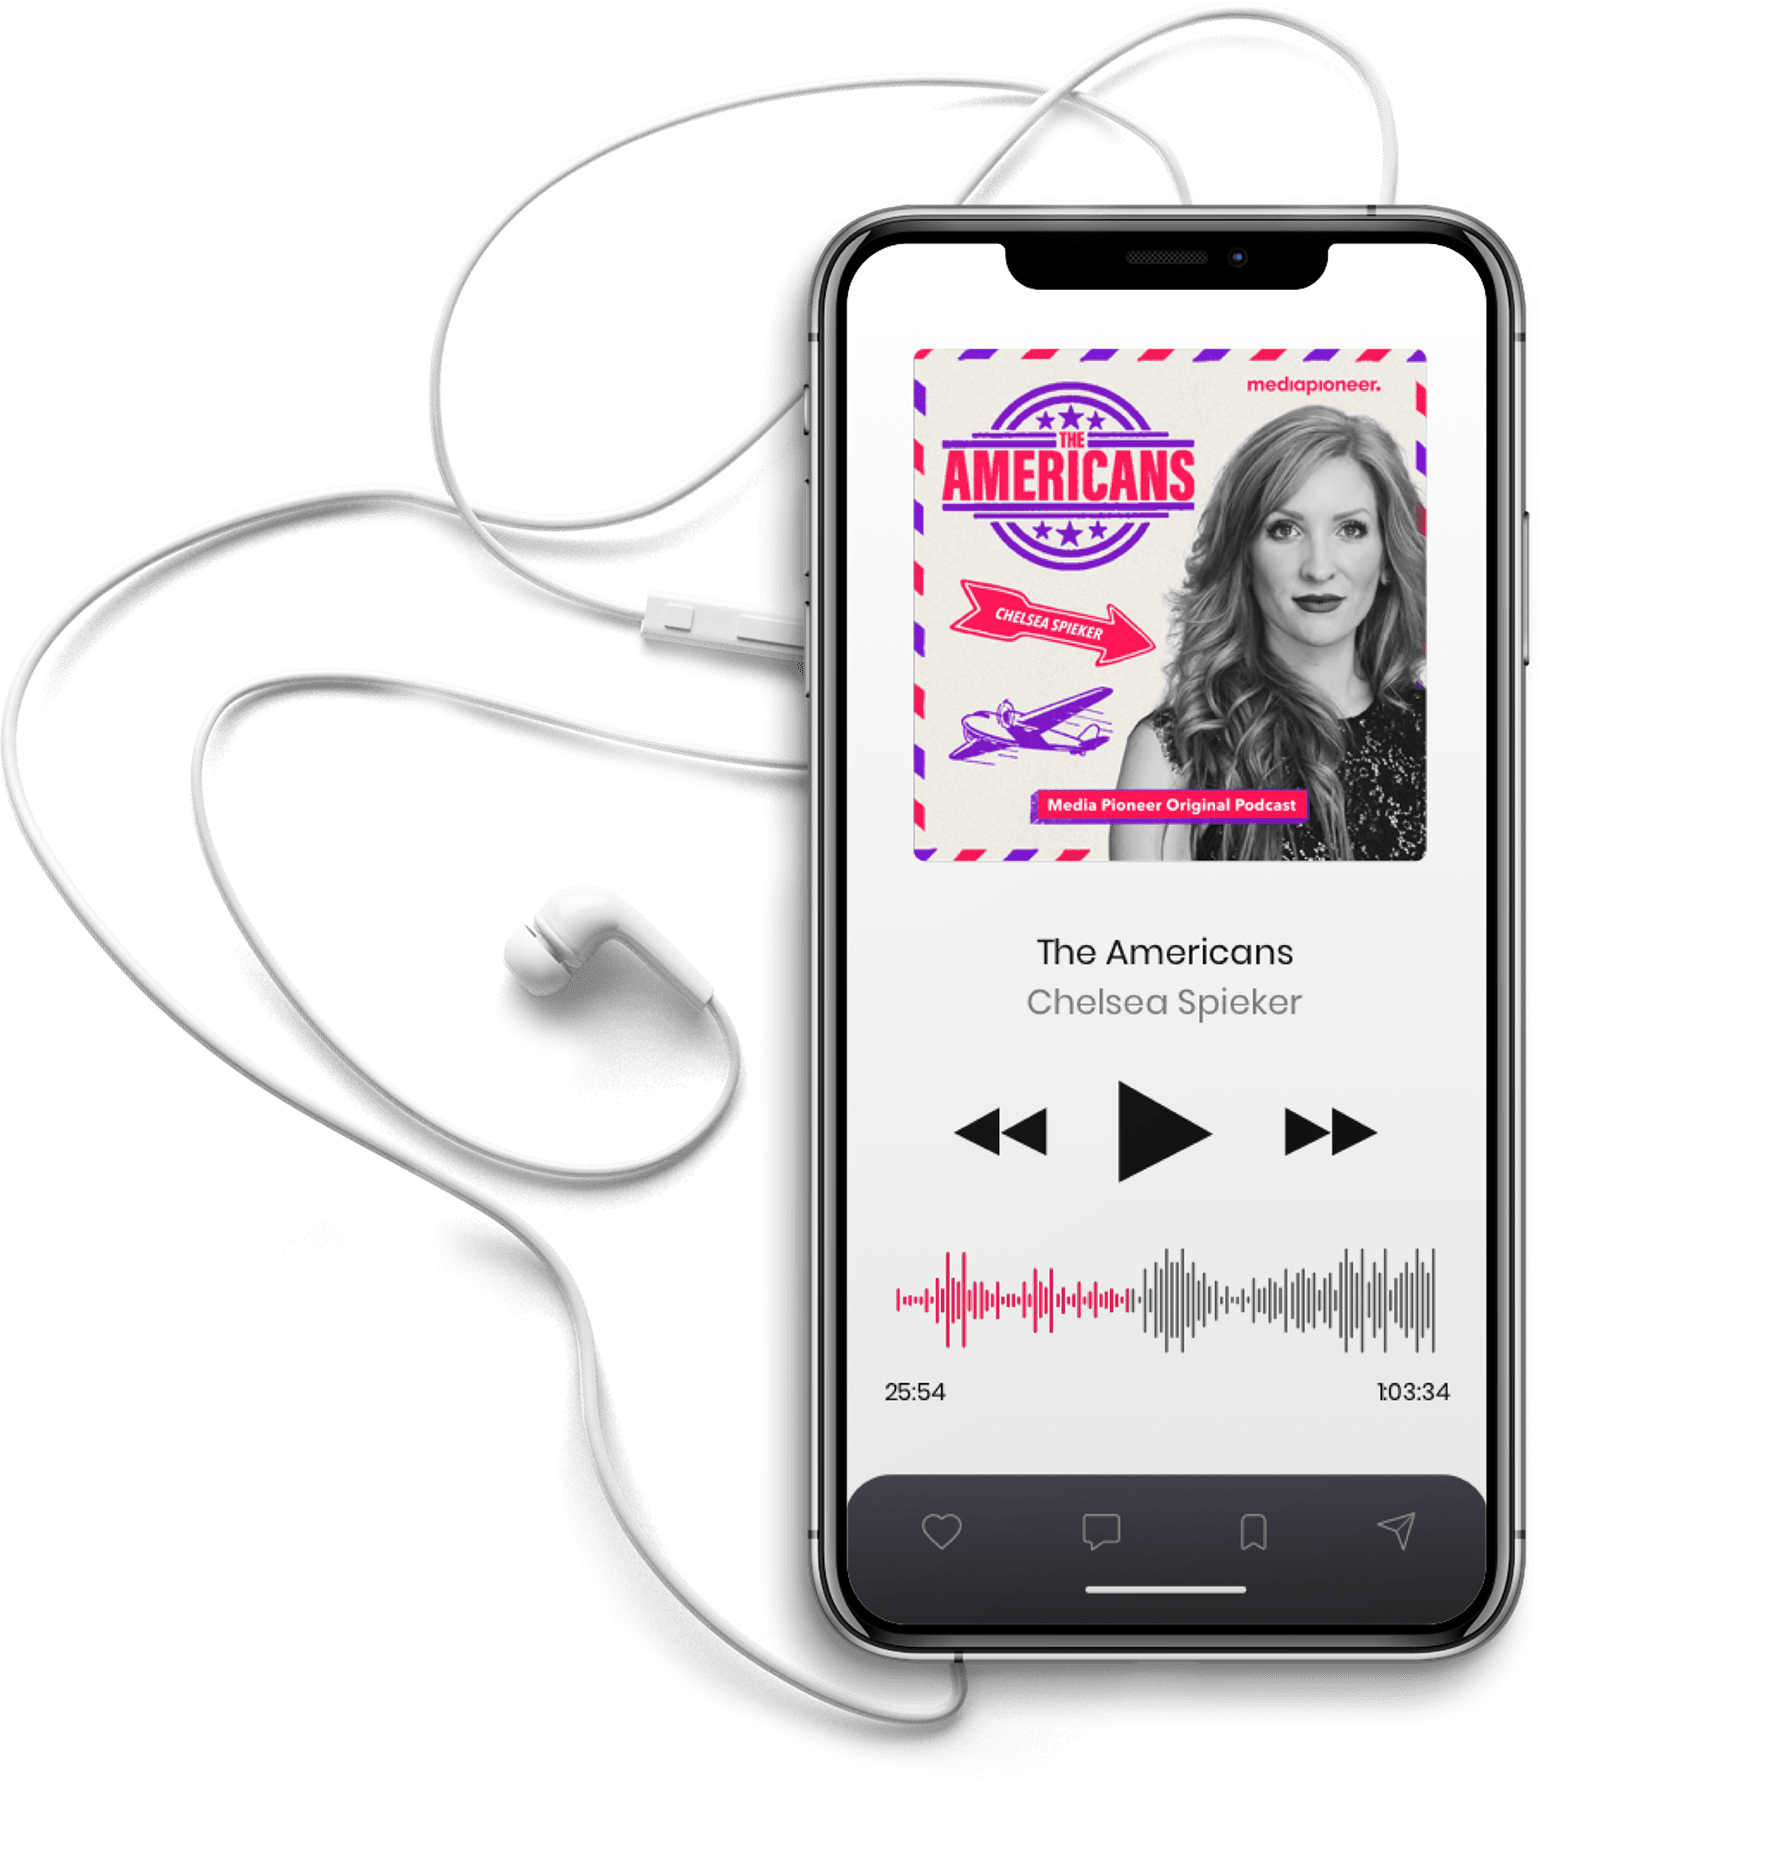 mediapioneer.
THE
AMERICANS
CHELSEA SPIEKER
Media Pioneer Original Podcast
The Americans
Chelsea Spieker
25:54
1:03:34